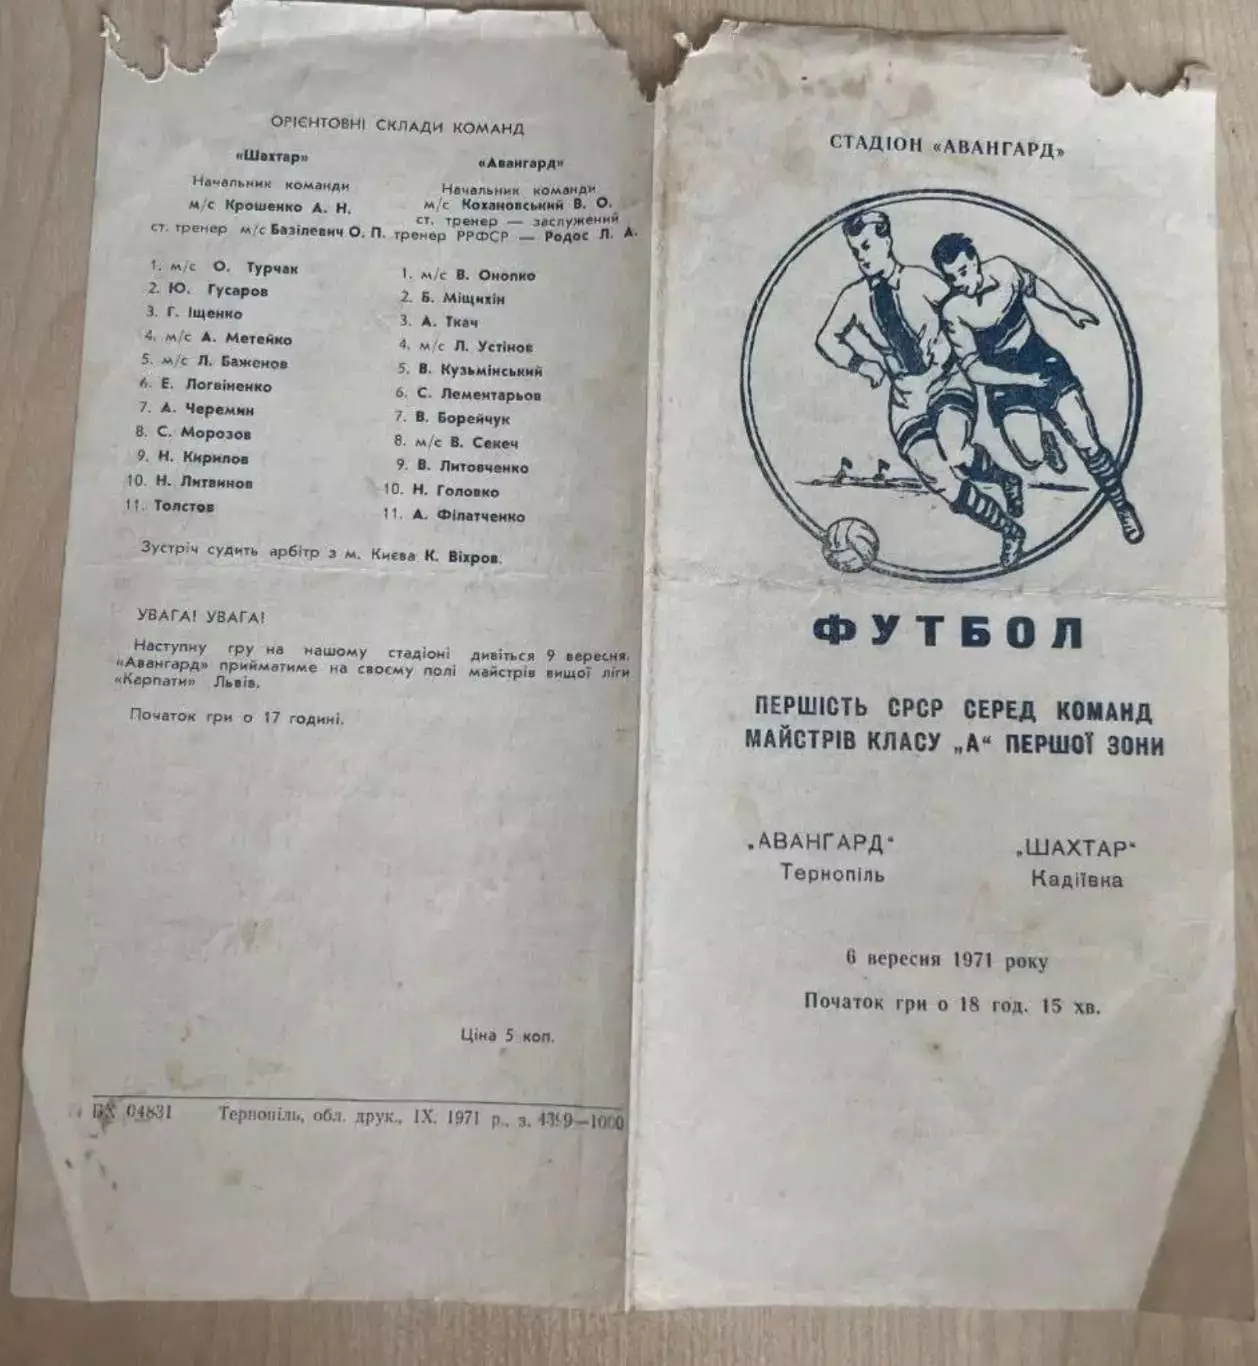 ОРІЄНТОВНІ СКЛАДИ КОМАНД
«Шахтар»
Начальник команди
м/с Крошенко А. Н.
ст. тренер м/с Базілевич О. П.
1. м/с О. Турчак
2. Ю. Гусаров
3. Г. Іщенко
4. м/с А. Метейко
5. м/с Л. Баженов
6. Е. Логвіненко
7. А. Черемин
8. С. Морозов
9. Н. Кирилов
10. Н. Литвинов
11. Толстов
«Авангард»
Начальник команди
м/с Кохановський В. О.
ст. тренер — заслужений
тренер РРФСР — Родос Л. А.
1. м/с В. Онопко
2. Б. Міщихін
3. А. Ткач
4. м/с Л. Устінов
5. В. Кузьмінський
6. С. Лементарьов
7. В. Борейчук
8. м/с В. Секеч
9. В. Литовченко
10. Н. Головко
11. А. Філатченко
Зустріч судить арбітр з м. Києва К. Віхров.
УВАГА! УВАГА!
Наступну гру на нашому стадіоні дивіться 9 вересня.
«Авангард» прийматиме на своєму полі майстрів вищої ліги
«Карпати» Львів.
Початок гри о 17 годині.
Ціна 5 коп.
БХ 04831 Тернопіль, обл. друк., IX. 1971 р., з. 4399—1000
СТАДІОН «АВАНГАРД»
ФУТБОЛ
ПЕРШІСТЬ СРСР СЕРЕД КОМАНД
МАЙСТРІВ КЛАСУ „А“ ПЕРШОЇ ЗОНИ
„АВАНГАРД“ „ШАХТАР“
Тернопіль Кадіївка
6 вересня 1971 року
Початок гри о 18 год. 15 хв.